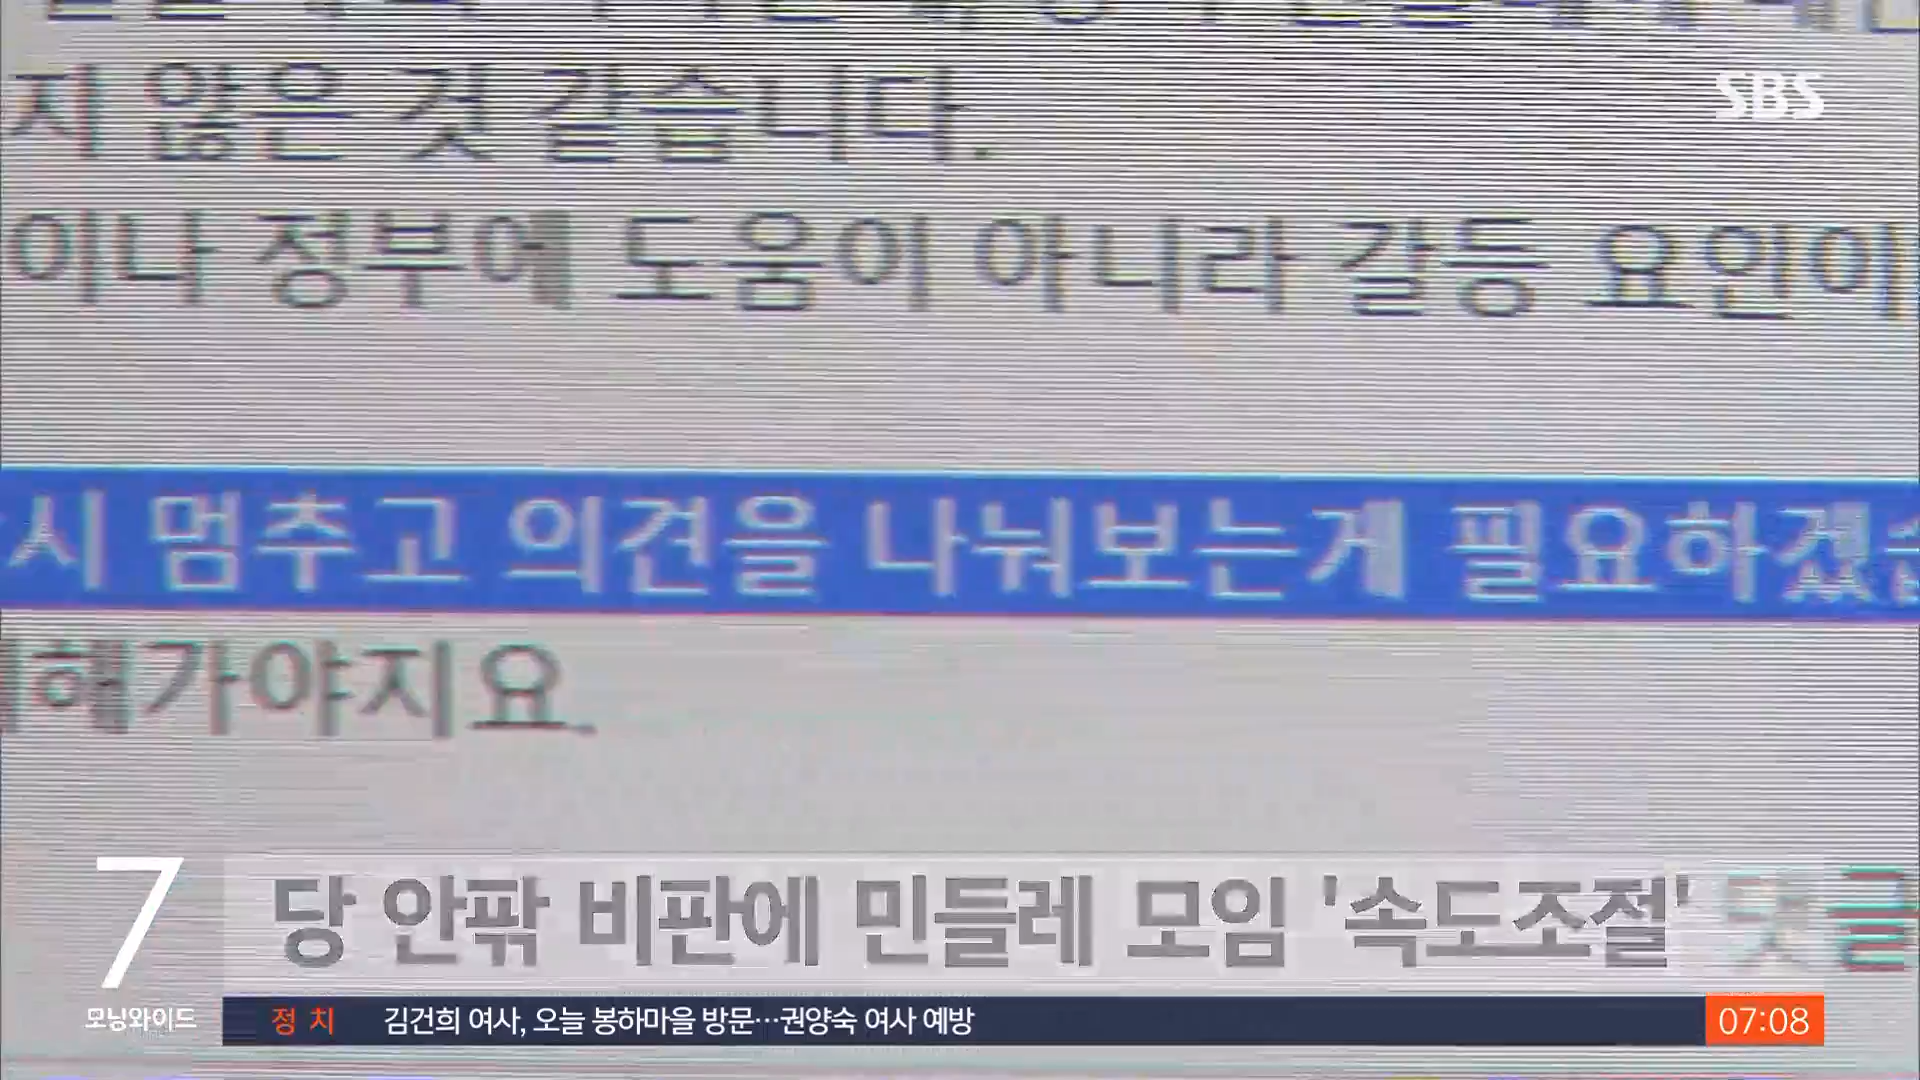 SBS
지 않은 것 같습니다.
이나 정부에 도움이 아니라 갈등 요인이
시 멈추고 의견을 나눠보는게 필요하겠
해가야지요.
댓글
7
모닝와이드
당 안팎 비판에 민들레 모임 '속도조절'
정치 김건희 여사, 오늘 봉하마을 방문…권양숙 여사 예방
07:08